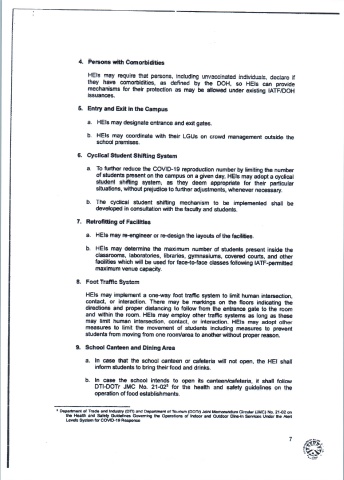 4. Persons with Comorbidities
HEIs may require that persons, including unvaccinated individuals, declare if
they have comorbidities, as defined by the DOH, so HEIs can provide
mechanisms for their protection as may be allowed under existing IATF/DOH
issuances.
5. Entry and Exit in the Campus
a. HEIs may designate entrance and exit gates.
b. HEIs may coordinate with their LGUs on crowd management outside the
school premises.
6. Cyclical Student Shifting System
a. To further reduce the COVID-19 reproduction number by limiting the number
of students present on the campus on a given day, HEIs may adopt a cyclical
student shifting system, as they deem appropriate for their particular
situations, without prejudice to further adjustments, whenever necessary.
b. The cyclical student shifting mechanism to be implemented shall be
developed in consultation with the faculty and students.
7. Retrofitting of Facilities
a. HEIs may re-engineer or re-design the layouts of the facilities.
b. HEIs may determine the maximum number of students present inside the
classrooms, laboratories, libraries, gymnasiums, covered courts, and other
facilities which will be used for face-to-face classes following IATF-permitted
maximum venue capacity.
8. Foot Traffic System
HEIs may implement a one-way foot traffic system to limit human intersection,
contact, or interaction. There may be markings on the floors indicating the
directions and proper distancing to follow from the entrance gate to the room
and within the room. HEIs may employ other traffic systems as long as these
may limit human intersection, contact, or interaction. HEIs may adopt other
measures to limit the movement of students including measures to prevent
students from moving from one room/area to another without proper reason.
9. School Canteen and Dining Area
a. In case that the school canteen or cafeteria will not open, the HEI shall
inform students to bring their food and drinks.
b. In case the school intends to open its canteen/cafeteria, it shall follow
DTI-DOTr JMC No. 21-02² for the health and safety guidelines on the
operation of food establishments.
Department of Trade and Industry (DTI) and Department of Tourism (DOTr) Joint Memorandum Circular (JMC) No. 21-02 on
the Health and Safety Guidelines Governing the Operations of Indoor and Outdoor Dine-In Services Under the Alert
Levels System for COVID-19 Response
7